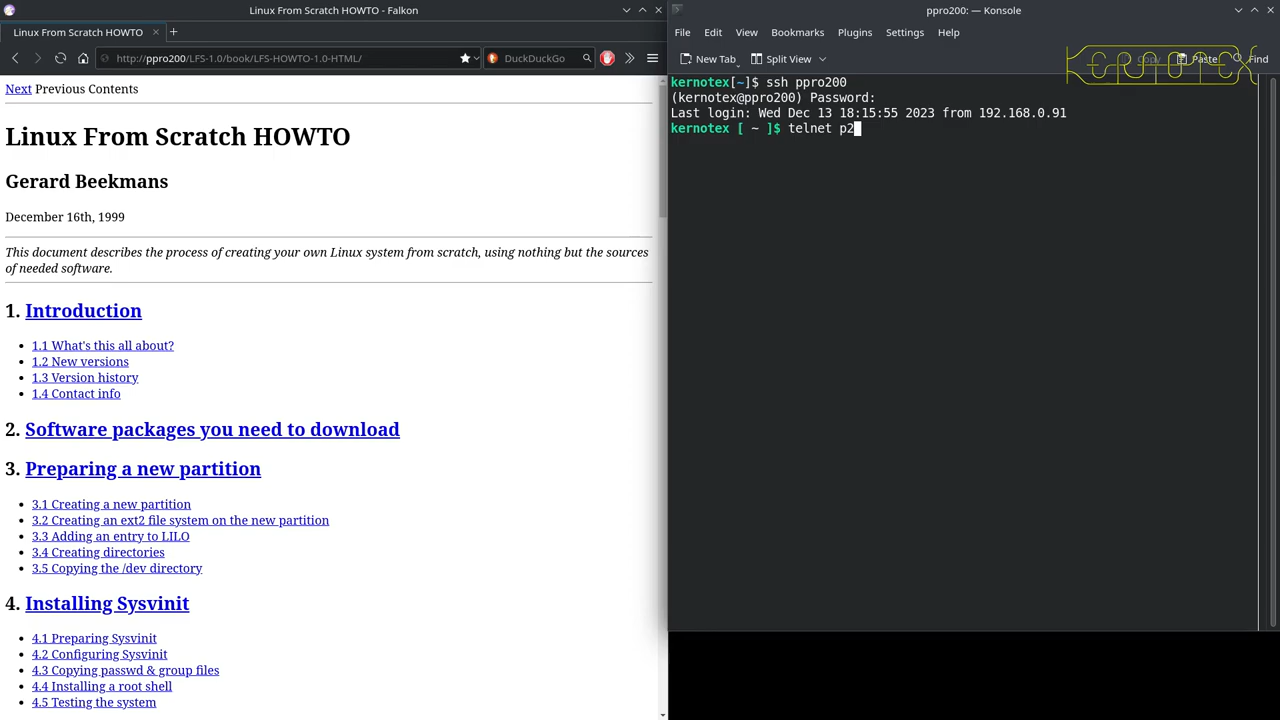 Linux From Scratch HOWTO - Falkon
Linux From Scratch HOWTO
http://ppro200/LFS-1.0/book/LFS-HOWTO-1.0-HTML/
DuckDuckGo
Next Previous Contents
Linux From Scratch HOWTO
Gerard Beekmans
December 16th, 1999
This document describes the process of creating your own Linux system from scratch, using nothing but the sources
of needed software.
1. Introduction
1.1 What's this all about?
1.2 New versions
1.3 Version history
1.4 Contact info
2. Software packages you need to download
3. Preparing a new partition
3.1 Creating a new partition
3.2 Creating an ext2 file system on the new partition
3.3 Adding an entry to LILO
3.4 Creating directories
3.5 Copying the /dev directory
4. Installing Sysvinit
4.1 Preparing Sysvinit
4.2 Configuring Sysvinit
4.3 Copying passwd & group files
4.4 Installing a root shell
4.5 Testing the system
ppro200: — Konsole
File Edit View Bookmarks Plugins Settings Help
New Tab Split View Copy Paste Find
KERNOTEX
kernotex[~]$ ssh ppro200
(kernotex@ppro200) Password:
Last login: Wed Dec 13 18:15:55 2023 from 192.168.0.91
kernotex [ ~ ]$ telnet p2